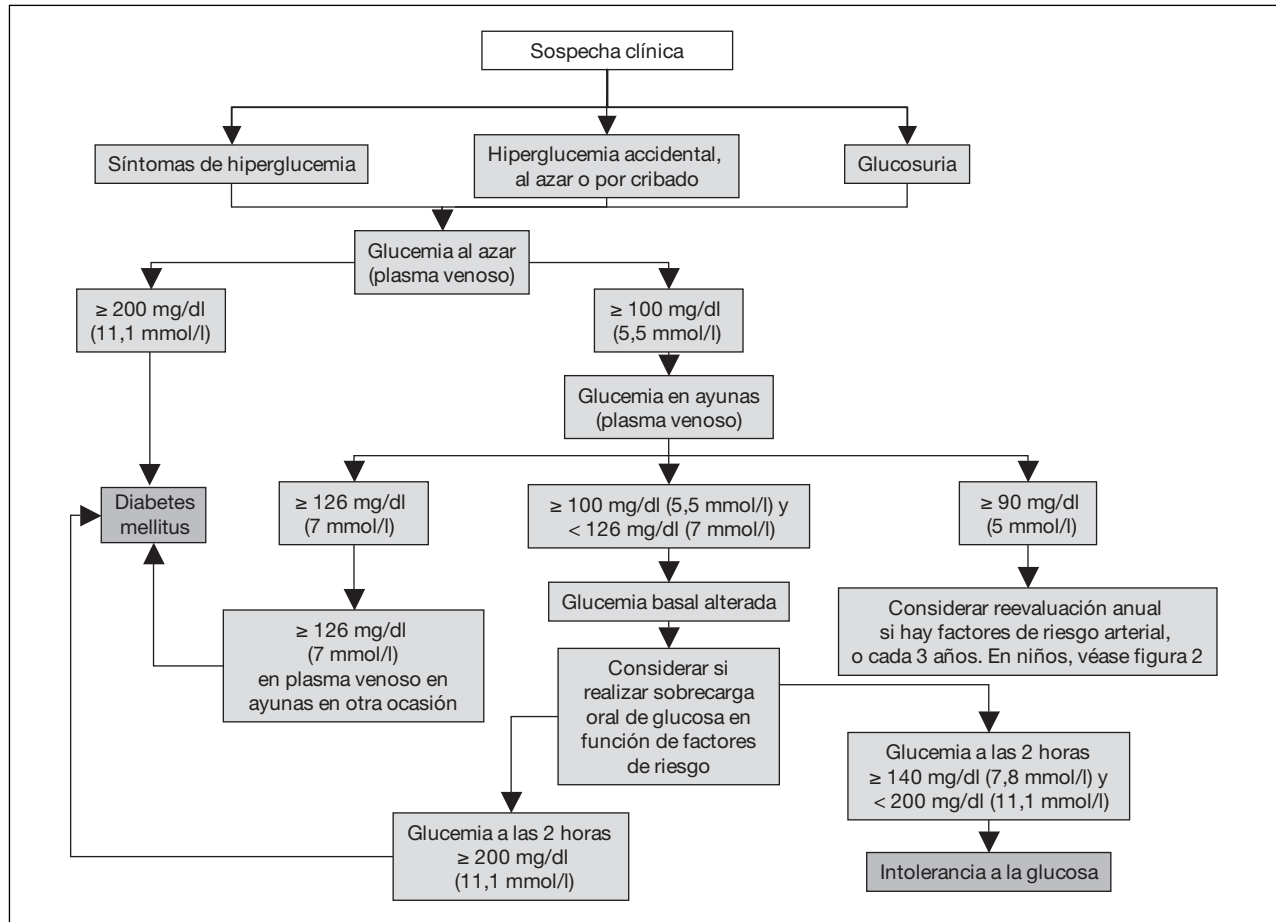 Sospecha clínica
Síntomas de hiperglucemia
Hiperglucemia accidental,
al azar o por cribado
Glucosuria
Glucemia al azar
(plasma venoso)
≥ 200 mg/dl
(11,1 mmol/l)
≥ 100 mg/dl
(5,5 mmol/l)
Glucemia en ayunas
(plasma venoso)
Diabetes
mellitus
≥ 126 mg/dl
(7 mmol/l)
≥ 100 mg/dl (5,5 mmol/l) y
< 126 mg/dl (7 mmol/l)
≥ 90 mg/dl
(5 mmol/l)
Glucemia basal alterada
Considerar reevaluación anual
si hay factores de riesgo arterial,
o cada 3 años. En niños, véase figura 2
≥ 126 mg/dl
(7 mmol/l)
en plasma venoso en
ayunas en otra ocasión
Considerar si
realizar sobrecarga
oral de glucosa en
función de factores
de riesgo
Glucemia a las 2 horas
≥ 140 mg/dl (7,8 mmol/l) y
< 200 mg/dl (11,1 mmol/l)
Glucemia a las 2 horas
≥ 200 mg/dl
(11,1 mmol/l)
Intolerancia a la glucosa